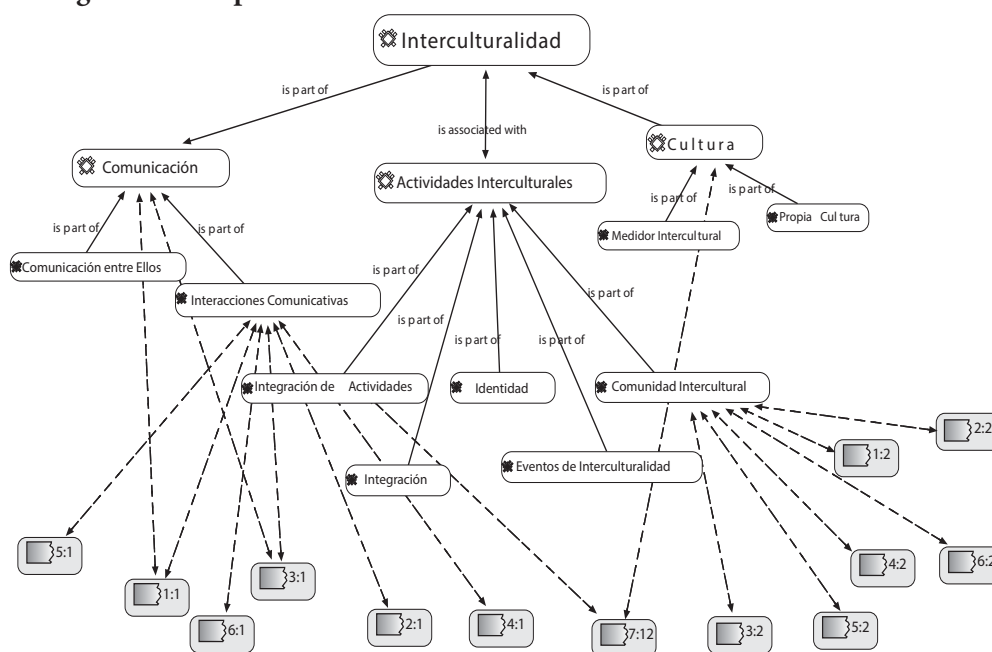 Interculturalidad
is part of
is part of
is associated with
Cultura
Comunicación
Actividades Interculturales
is part of
is part of
Propia Cultura
is part of
is part of
Medidor Intercultural
Comunicación entre Ellos
is part of
Interacciones Comunicativas
is part of
is part of
is part of
is part of
Integración de Actividades
Identidad
Comunidad Intercultural
2:2
1:2
Eventos de Interculturalidad
Integración
5:1
3:1
4:2
6:2
1:1
6:1
2:1
4:1
7:12
3:2
5:2